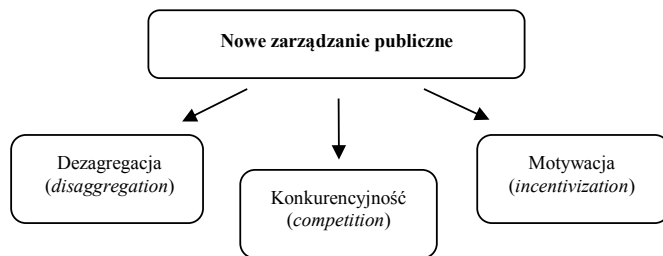 Nowe zarządzanie publiczne
Dezagregacja
(disaggregation)
Konkurencyjność
(competition)
Motywacja
(incentivization)